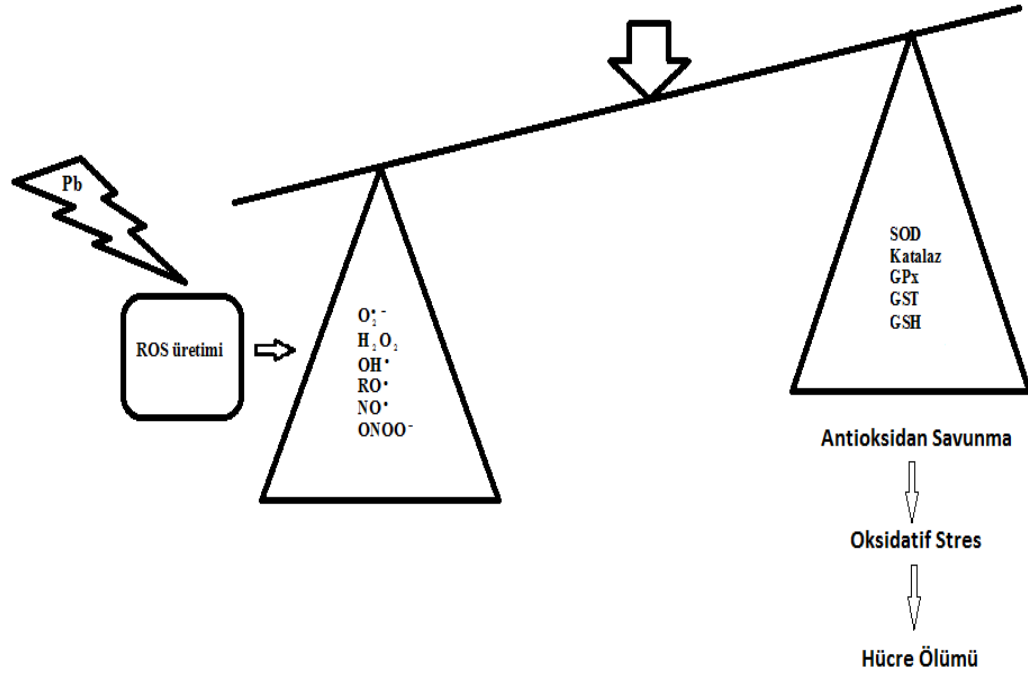 Pb
ROS üretimi
O₂•⁻
H₂O₂
OH•
RO•
NO•
ONOO⁻
SOD
Katalaz
GPx
GST
GSH
Antioksidan Savunma
Oksidatif Stres
Hücre Ölümü